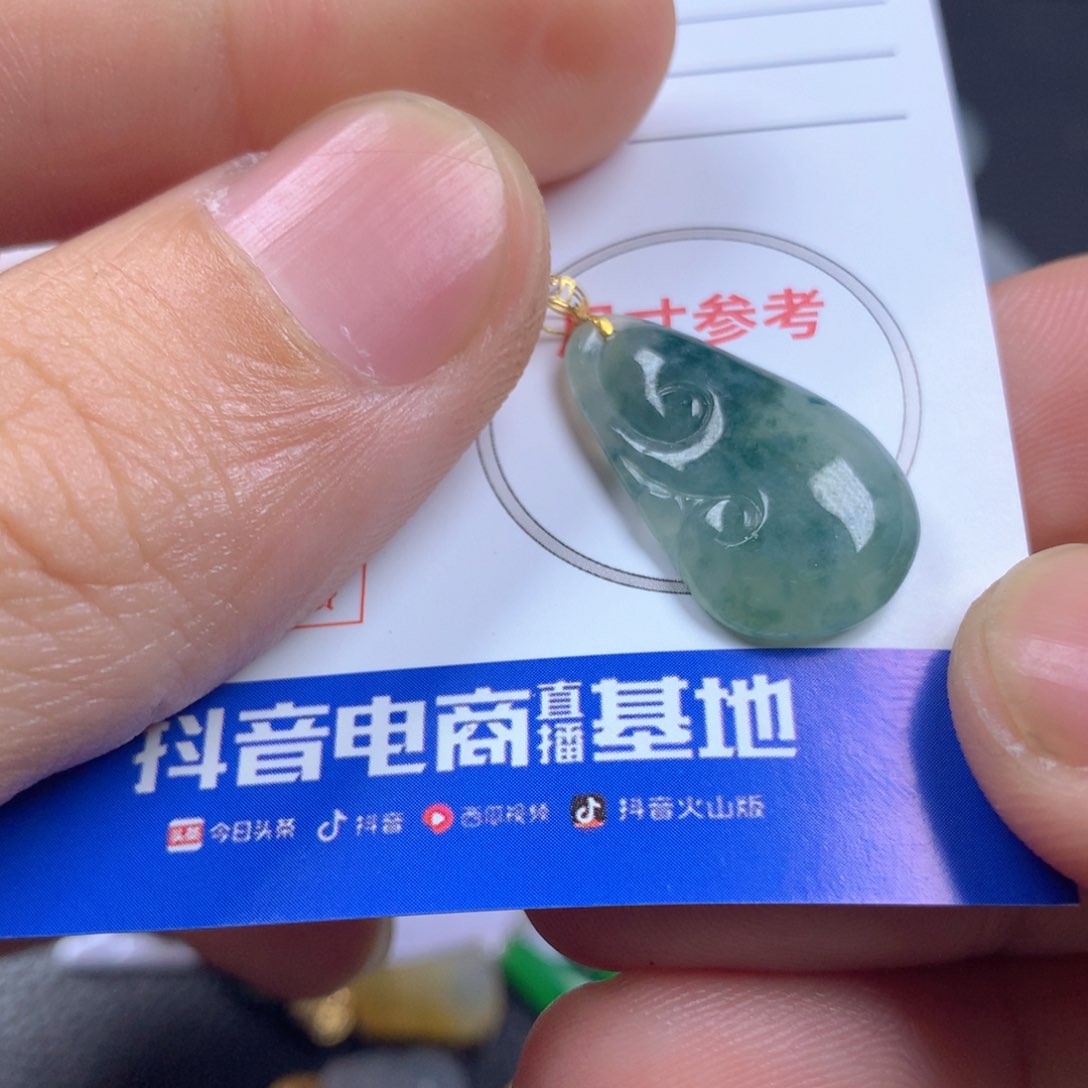 寸参考
抖音电商直播基地
头条 今日头条 抖音 西瓜视频 抖音火山版